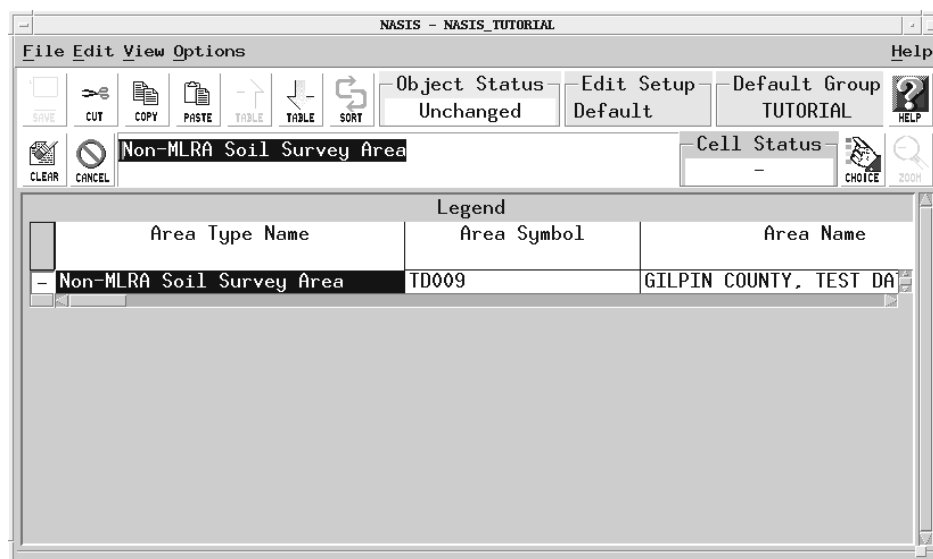 NASIS - NASIS_TUTORIAL
File Edit View Options Help
Object Status Edit Setup Default Group
SAVE CUT COPY PASTE TABLE TABLE SORT Unchanged Default TUTORIAL HELP
Non-MLRA Soil Survey Area Cell Status
CLEAR CANCEL - CHOICE ZOOM
Legend
Area Type Name Area Symbol Area Name
- Non-MLRA Soil Survey Area TD009 GILPIN COUNTY, TEST DA